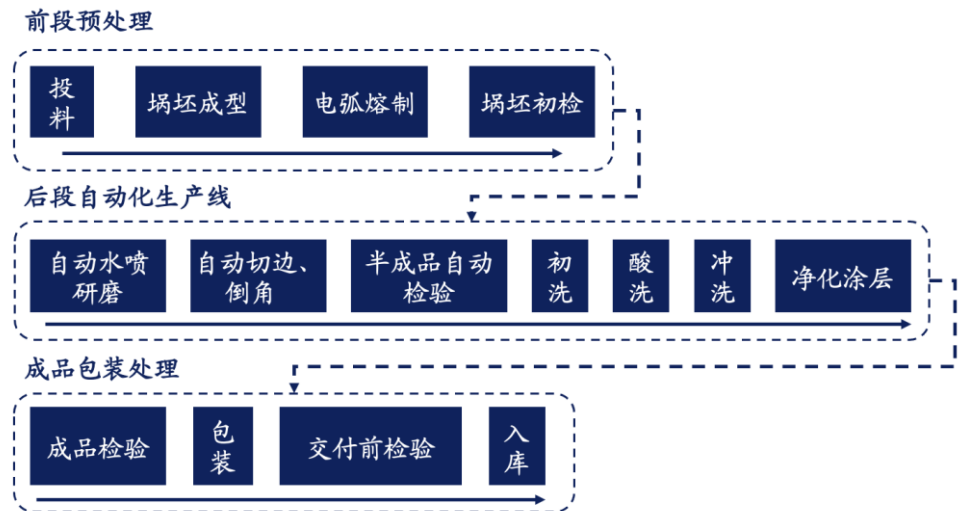 前段预处理
投料
埚坯成型
电弧熔制
埚坯初检
后段自动化生产线
自动水喷
研磨
自动切边、
倒角
半成品自动
检验
初洗
酸洗
冲洗
净化涂层
成品包装处理
成品检验
包装
交付前检验
入库